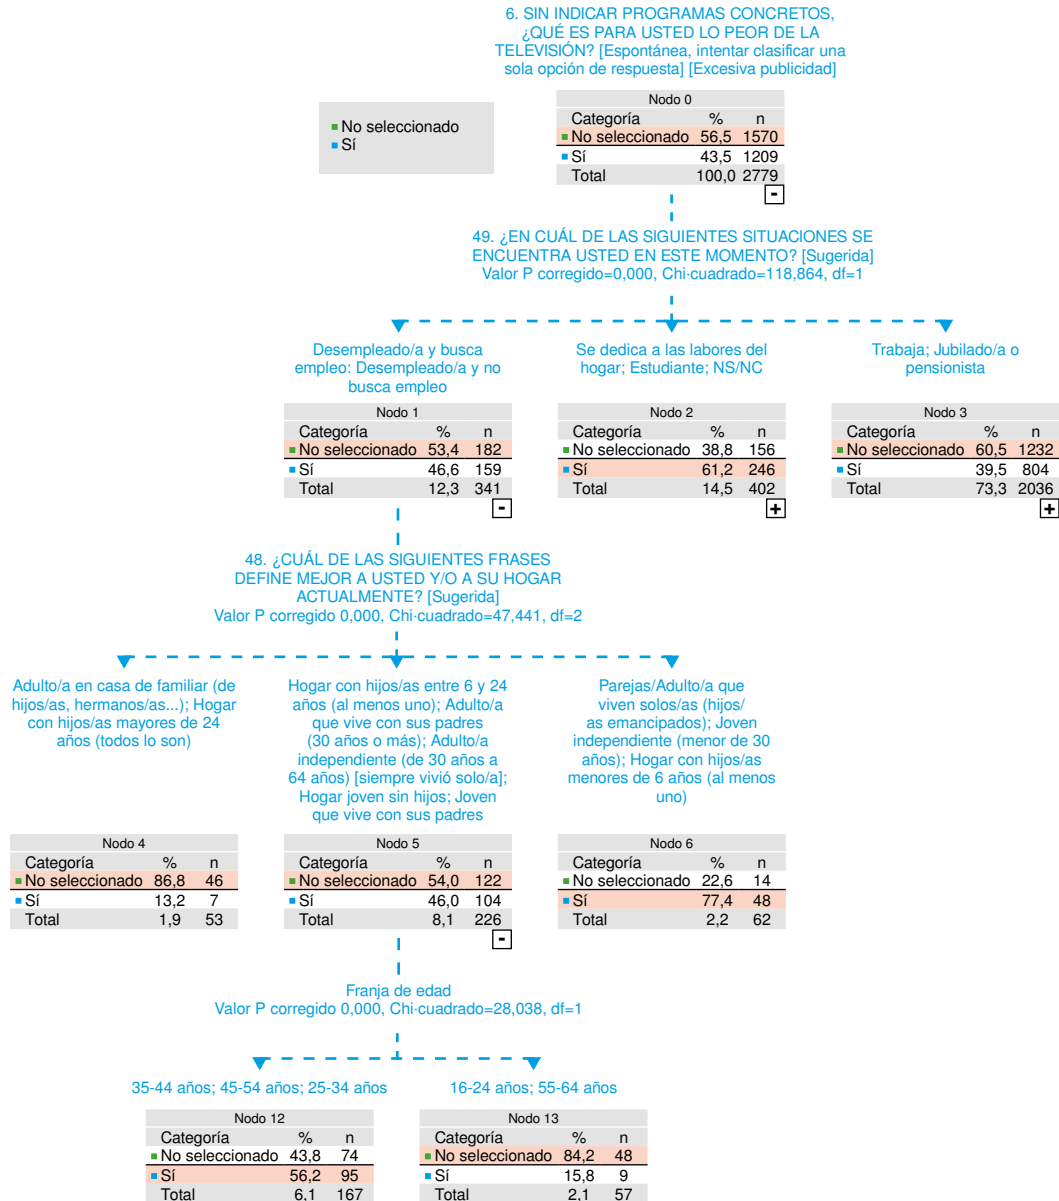 6. SIN INDICAR PROGRAMAS CONCRETOS,
¿QUÉ ES PARA USTED LO PEOR DE LA
TELEVISIÓN? [Espontánea, intentar clasificar una
sola opción de respuesta] [Excesiva publicidad]
No seleccionado
Sí
Nodo 0
Categoría % n
No seleccionado 56,5 1570
Sí 43,5 1209
Total 100,0 2779
-
49. ¿EN CUÁL DE LAS SIGUIENTES SITUACIONES SE
ENCUENTRA USTED EN ESTE MOMENTO? [Sugerida]
Valor P corregido=0,000, Chi-cuadrado=118,864, df=1
Desempleado/a y busca
empleo: Desempleado/a y no
busca empleo
Nodo 1
Categoría % n
No seleccionado 53,4 182
Sí 46,6 159
Total 12,3 341
-
Se dedica a las labores del
hogar; Estudiante; NS/NC
Nodo 2
Categoría % n
No seleccionado 38,8 156
Sí 61,2 246
Total 14,5 402
+
Trabaja; Jubilado/a o
pensionista
Nodo 3
Categoría % n
No seleccionado 60,5 1232
Sí 39,5 804
Total 73,3 2036
+
48. ¿CUÁL DE LAS SIGUIENTES FRASES
DEFINE MEJOR A USTED Y/O A SU HOGAR
ACTUALMENTE? [Sugerida]
Valor P corregido 0,000, Chi-cuadrado=47,441, df=2
Adulto/a en casa de familiar (de
hijos/as, hermanos/as...); Hogar
con hijos/as mayores de 24
años (todos lo son)
Nodo 4
Categoría % n
No seleccionado 86,8 46
Sí 13,2 7
Total 1,9 53
Hogar con hijos/as entre 6 y 24
años (al menos uno); Adulto/a
que vive con sus padres
(30 años o más); Adulto/a
independiente (de 30 años a
64 años) [siempre vivió solo/a];
Hogar joven sin hijos; Joven
que vive con sus padres
Nodo 5
Categoría % n
No seleccionado 54,0 122
Sí 46,0 104
Total 8,1 226
-
Parejas/Adulto/a que
viven solos/as (hijos/
as emancipados); Joven
independiente (menor de 30
años); Hogar con hijos/as
menores de 6 años (al menos
uno)
Nodo 6
Categoría % n
No seleccionado 22,6 14
Sí 77,4 48
Total 2,2 62
Franja de edad
Valor P corregido 0,000, Chi-cuadrado=28,038, df=1
35-44 años; 45-54 años; 25-34 años
Nodo 12
Categoría % n
No seleccionado 43,8 74
Sí 56,2 95
Total 6,1 167
16-24 años; 55-64 años
Nodo 13
Categoría % n
No seleccionado 84,2 48
Sí 15,8 9
Total 2,1 57